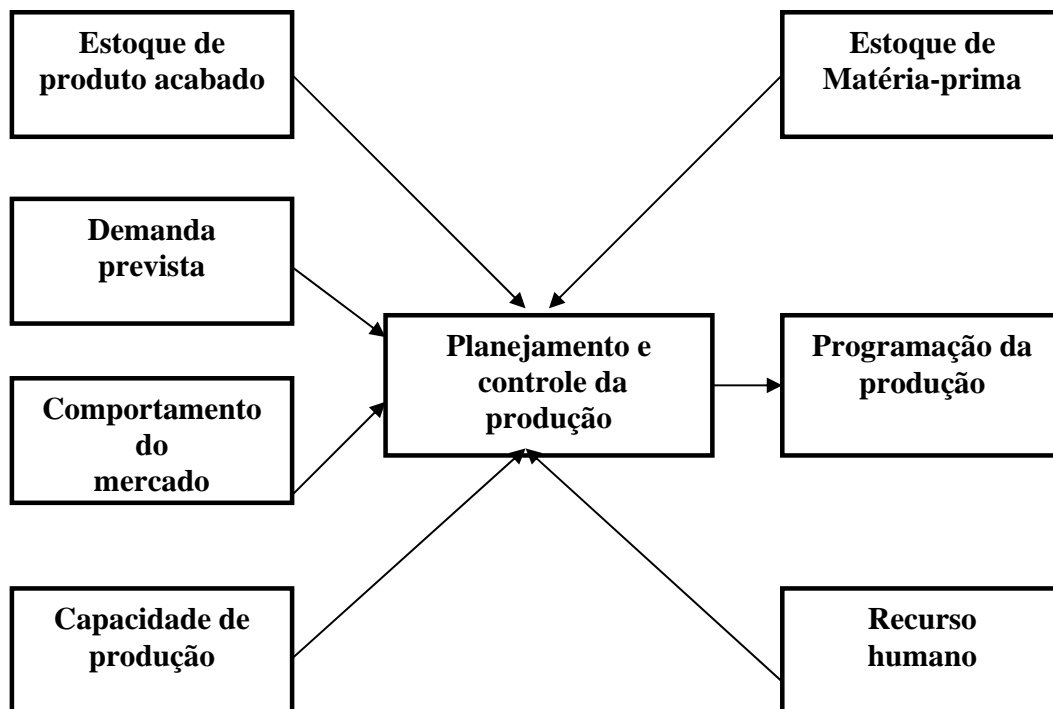 Estoque de
produto acabado
Estoque de
Matéria-prima
Demanda
prevista
Planejamento e
controle da
produção
Programação da
produção
Comportamento
do
mercado
Capacidade de
produção
Recurso
humano